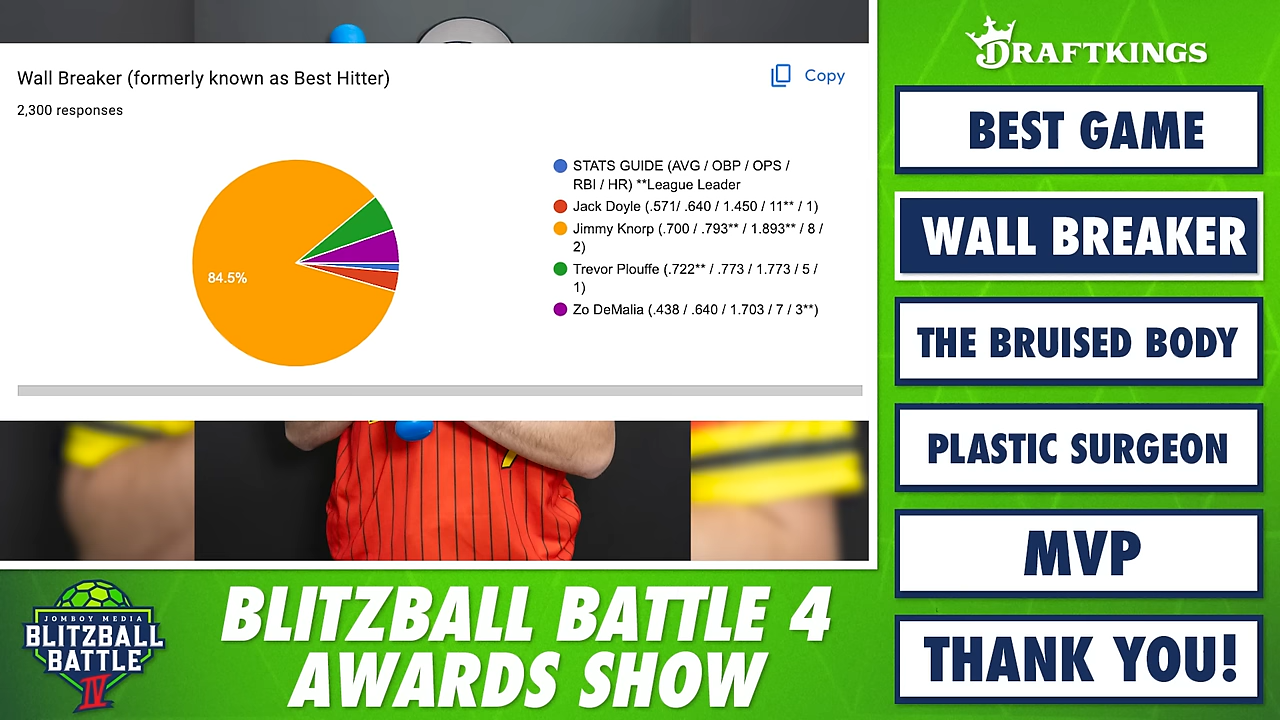 Wall Breaker (formerly known as Best Hitter)
Copy
2,300 responses
84.5%
STATS GUIDE (AVG / OBP / OPS /
RBI / HR) **League Leader
Jack Doyle (.571/ .640 / 1.450 / 11** / 1)
Jimmy Knorp (.700 / .793** / 1.893** / 8 /
2)
Trevor Plouffe (.722** / .773 / 1.773 / 5 /
1)
Zo DeMalia (.438 / .640 / 1.703 / 7 / 3**)
DRAFTKINGS
BEST GAME
WALL BREAKER
THE BRUISED BODY
PLASTIC SURGEON
MVP
THANK YOU!
JOMBOY MEDIA
BLITZBALL
BATTLE
IV
BLITZBALL BATTLE 4
AWARDS SHOW